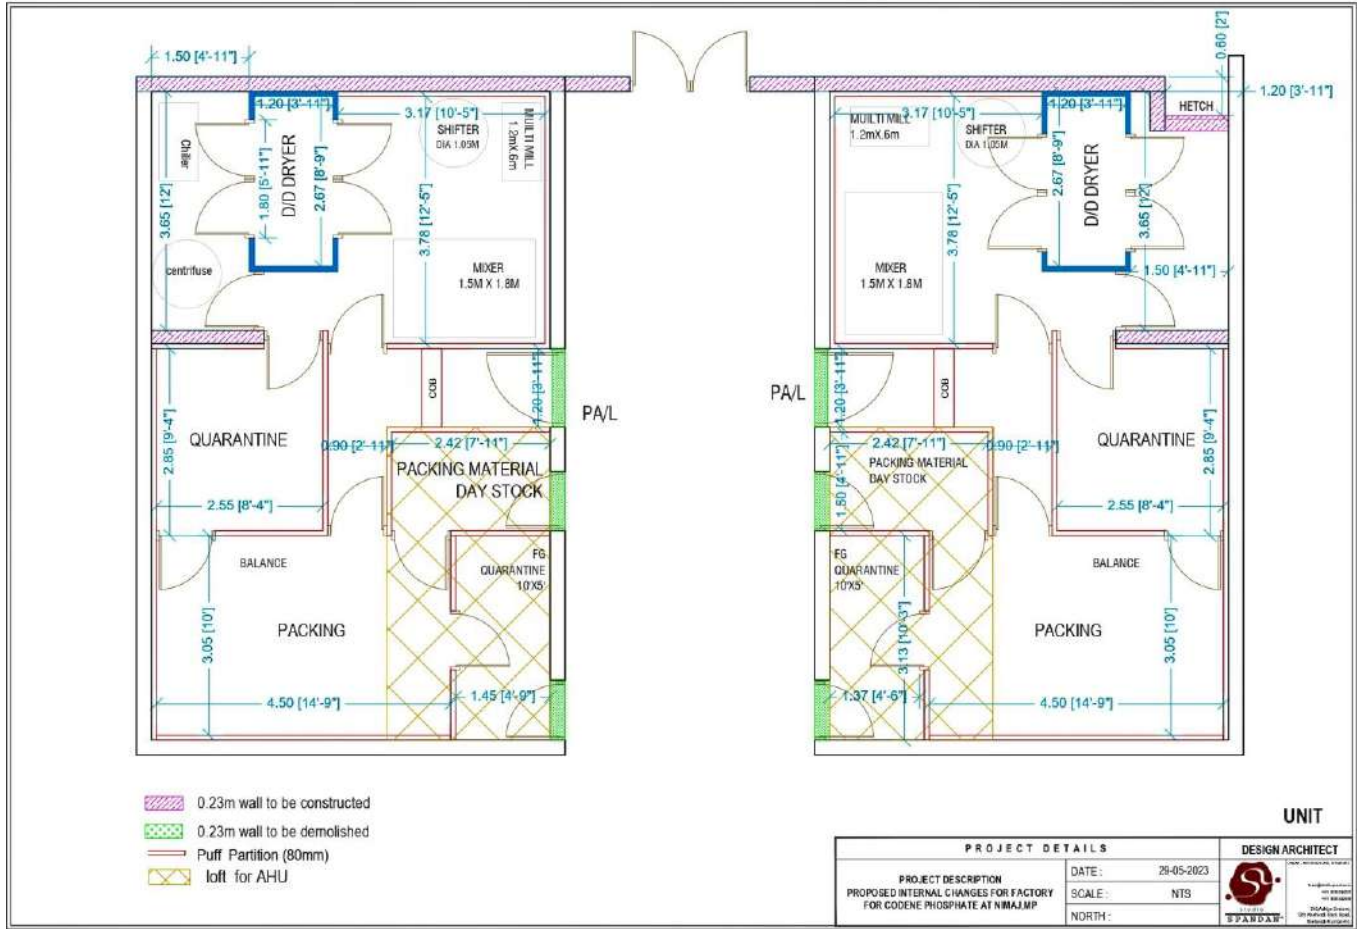 1.50 [4'-11"]
0.60 [2']
1.20 [3'-11"]
HETCH
1.20 [3'-11"]
3.17 [10'-5"]
SHIFTER
DIA 1.05M
MUILTI MILL
1.2mX.6m
Chiller
3.65 [12']
1.80 [5'-11"]
D/D DRYER
2.67 [8'-9"]
3.78 [12'-5"]
centrifuse
MIXER
1.5M X 1.8M
3.17 [10'-5"]
1.20 [3'-11"]
MUILTI MILL
1.2mX.6m
SHIFTER
DIA 1.05M
2.67 [8'-9"]
D/D DRYER
3.78 [12'-5"]
3.65 [12']
MIXER
1.5M X 1.8M
1.50 [4'-11"]
COB
1.20 [3'-11"]
PA/L
2.85 [9'-4"]
QUARANTINE
0.90 [2'-11"]
2.42 [7'-11"]
PACKING MATERIAL
DAY STOCK
2.55 [8'-4"]
PA/L
1.20 [3'-11"]
COB
2.42 [7'-11"]
0.90 [2'-11"]
QUARANTINE
PACKING MATERIAL
DAY STOCK
2.85 [9'-4"]
2.55 [8'-4"]
BALANCE
FG
QUARANTINE
10'X5'
PACKING
3.05 [10']
4.50 [14'-9"]
1.45 [4'-9"]
FG
QUARANTINE
10'X5'
BALANCE
3.13 [10'-3"]
PACKING
3.05 [10']
1.37 [4'-6"]
4.50 [14'-9"]
0.23m wall to be constructed
0.23m wall to be demolished
Puff Partition (80mm)
loft for AHU
UNIT
PROJECT DETAILS
DESIGN ARCHITECT
PROJECT DESCRIPTION
PROPOSED INTERNAL CHANGES FOR FACTORY
FOR CODENE PHOSPHATE AT NIMAJ,MP
DATE : 29-05-2023
SCALE : NTS
NORTH :
studio
SPANDAN